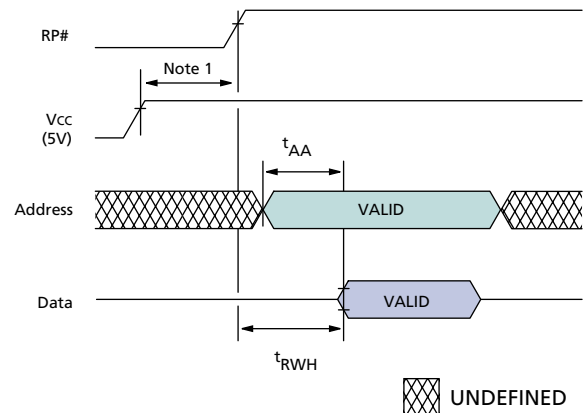 RP#
Note 1
VCC
(5V)
tAA
Address
VALID
Data
VALID
tRWH
UNDEFINED